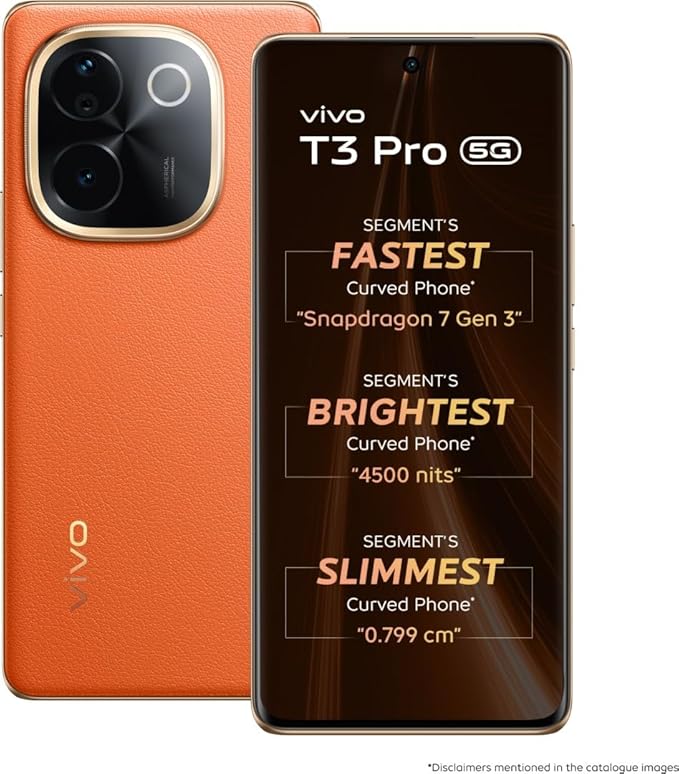 vivo
T3 Pro 5G
SEGMENT'S
FASTEST
Curved Phone*
"Snapdragon 7 Gen 3"
SEGMENT'S
BRIGHTEST
Curved Phone*
"4500 nits"
SEGMENT'S
SLIMMEST
Curved Phone*
"0.799 cm"
ASPHERICAL
vivo
*Disclaimers mentioned in the catalogue images